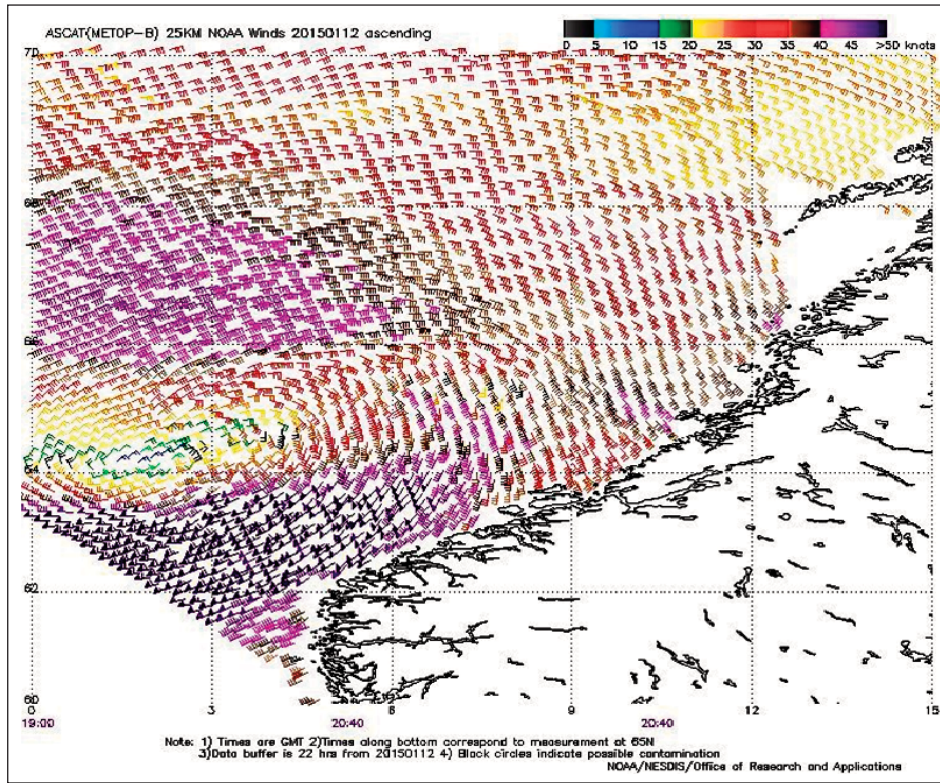 ASCAT(METOP-B) 25KM NOAA Winds 20150112 ascending
0 5 10 15 20 25 30 35 40 45 >50 knots
70
68
66
64
62
60
0 3 6 9 12 15
19:00 20:40 20:40
Note: 1) Times are GMT 2)Times along bottom correspond to measurement at 65N
3)Data buffer is 22 hrs from 20150112 4) Black circles indicate possible contamination
NOAA/NESDIS/Office of Research and Applications